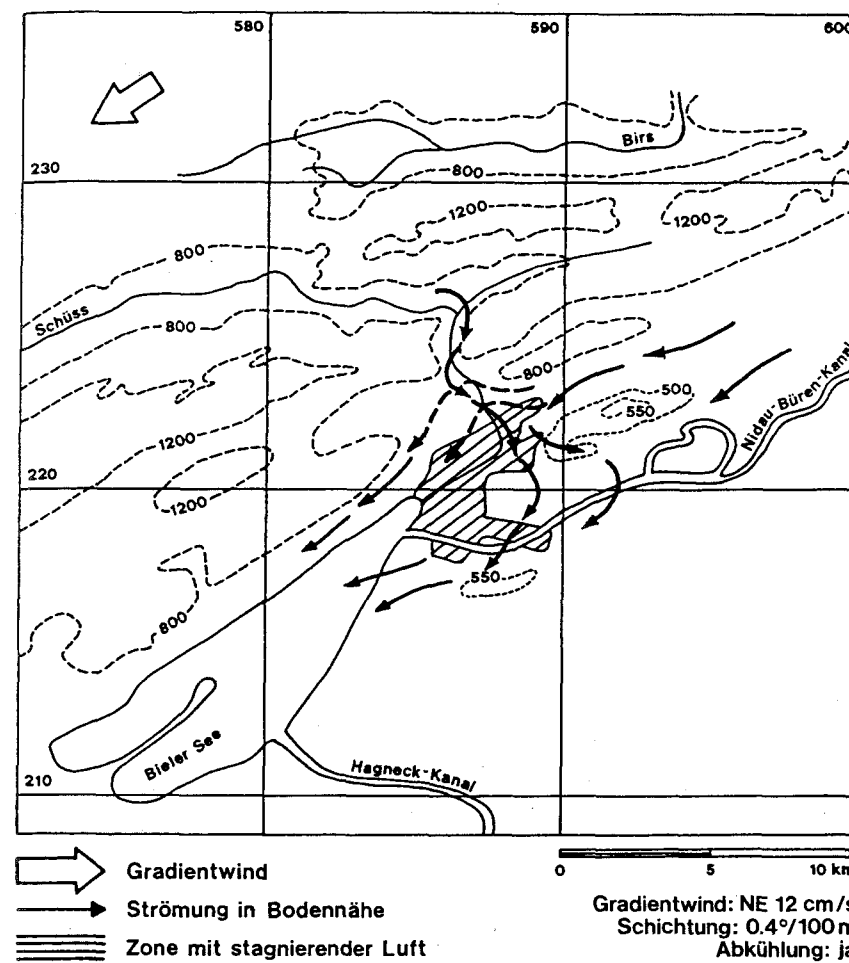 580
590
600
Birs
230
800
1200
1200
800
Schüss
800
800
500
550
Nidau-Büren-Kanal
1200
220
1200
550
800
Bieler See
Hagneck-Kanal
210
Gradientwind
0 5 10 km
Strömung in Bodennähe
Gradientwind: NE 12 cm/s
Schichtung: 0.4°/100 m
Zone mit stagnierender Luft
Abkühlung: ja